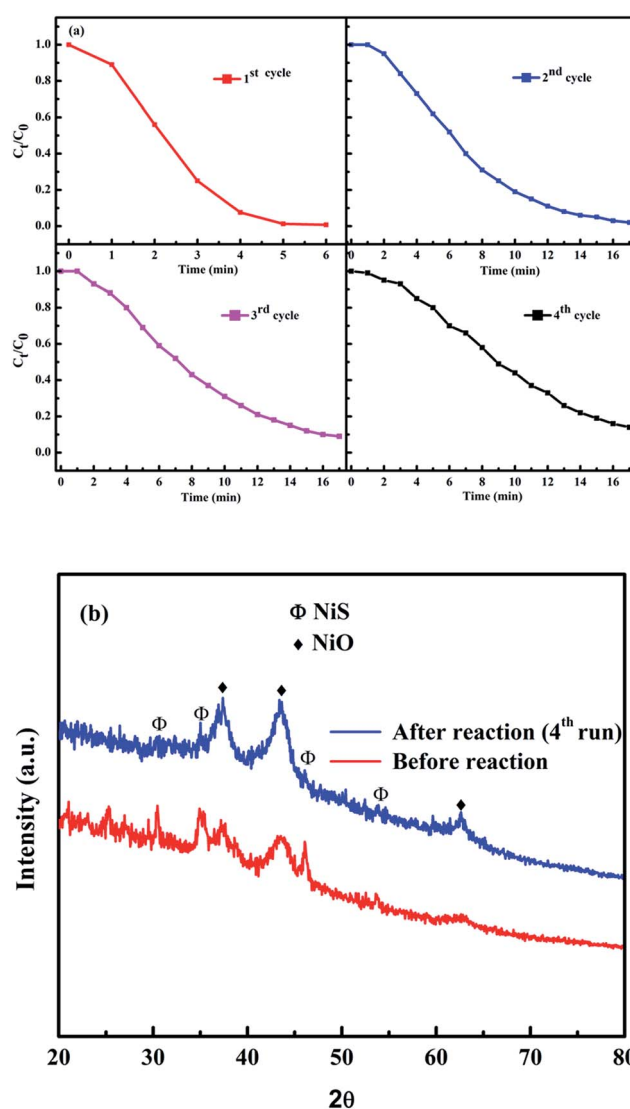 (a)
1st cycle
2nd cycle
Ct/C0
1.0
0.8
0.6
0.4
0.2
0.0
0 1 2 3 4 5 6
Time (min)
0 2 4 6 8 10 12 14 16
Time (min)
3rd cycle
4th cycle
Ct/C0
1.0
0.8
0.6
0.4
0.2
0.0
0 2 4 6 8 10 12 14 16
Time (min)
0 2 4 6 8 10 12 14 16
Time (min)
(b)
Φ NiS
♦ NiO
Φ Φ ♦ ♦ Φ Φ ♦
After reaction (4th run)
Before reaction
Intensity (a.u.)
20 30 40 50 60 70 80
2θ